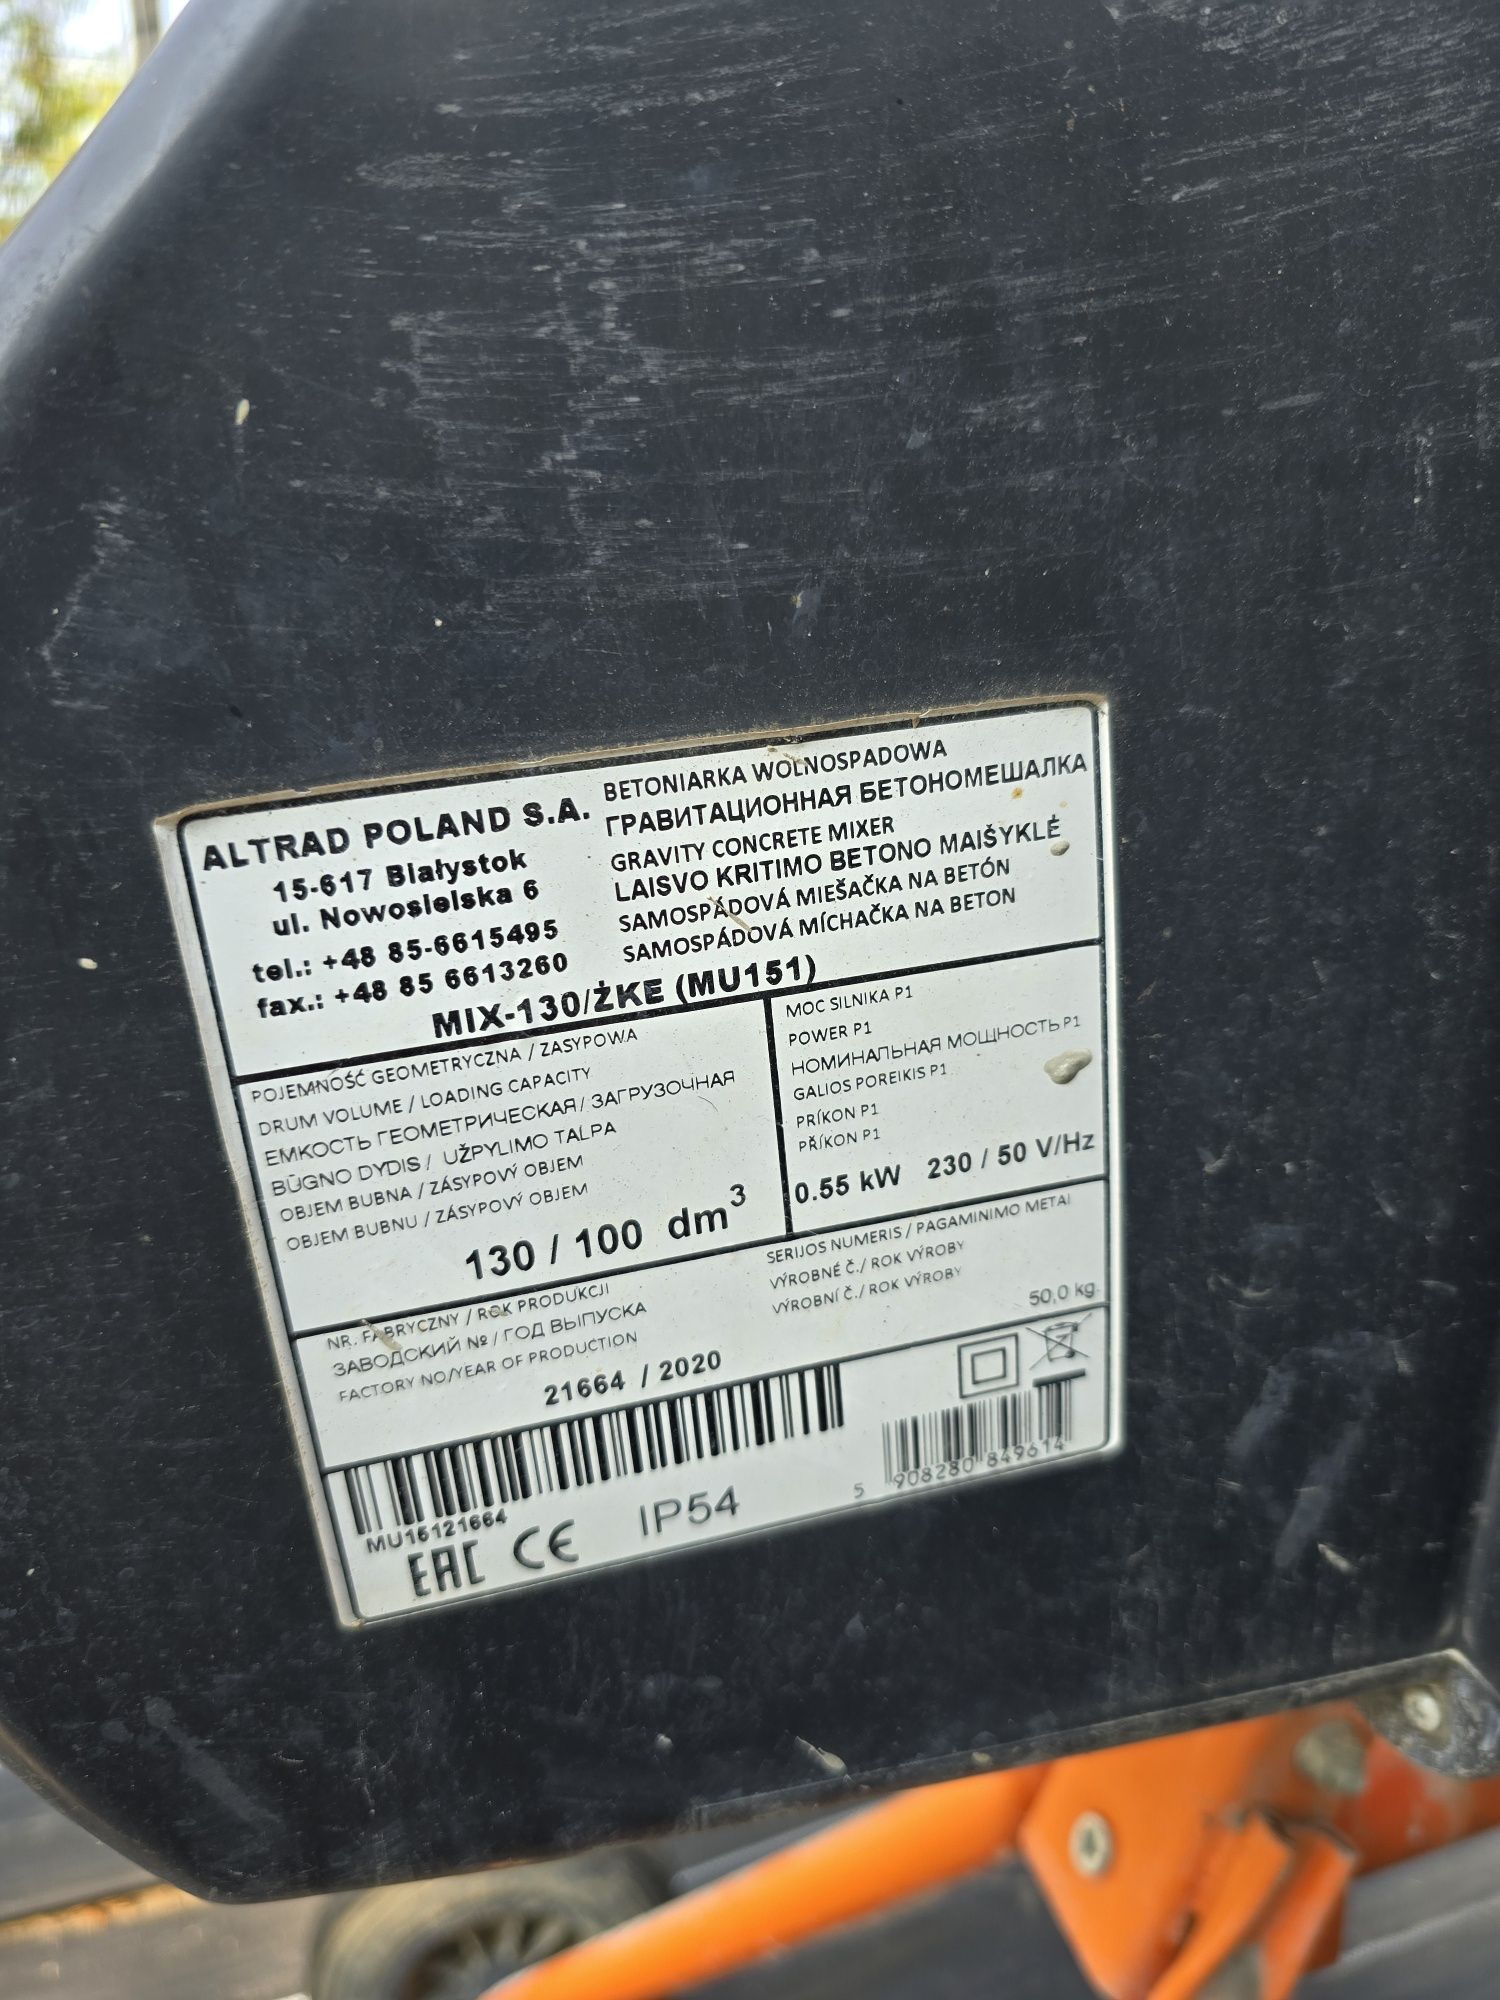 ALTRAD POLAND S.A.
15-617 Białystok
ul. Nowosielska 6
tel.: +48 85-6615495
fax.: +48 85 6613260
BETONIARKA WOLNOSPADOWA
ГРАВИТАЦИОННАЯ БЕТОНОМЕШАЛКА
GRAVITY CONCRETE MIXER
LAISVO KRITIMO BETONO MAIŠYKLĖ
SAMOSPÁDOVÁ MIEŠAČKA NA BETÓN
SAMOSPÁDOVÁ MÍCHAČKA NA BETON
MIX-130/ŻKE (MU151)
POJEMNOŚĆ GEOMETRYCZNA / ZASYPOWA
DRUM VOLUME / LOADING CAPACITY
ЕМКОСТЬ ГЕОМЕТРИЧЕСКАЯ / ЗАГРУЗОЧНАЯ
BŪGNO DYDIS / UŽPYLIMO TALPA
OBJEM BUBNA / ZÁSYPOVÝ OBJEM
OBJEM BUBNU / ZÁSYPOVÝ OBJEM
130 / 100 dm³
MOC SILNIKA P1
POWER P1
НОМИНАЛЬНАЯ МОЩНОСТЬ P1
GALIOS POREIKIS P1
PRÍKON P1
PŘÍKON P1
0.55 kW 230 / 50 V/Hz
NR. FABRYCZNY / ROK PRODUKCJI
ЗАВОДСКИЙ № / ГОД ВЫПУСКА
FACTORY NO/YEAR OF PRODUCTION
SERIJOS NUMERIS / PAGAMINIMO METAI
VÝROBNÉ Č./ ROK VÝROBY
VÝROBNÍ Č./ ROK VÝROBY
21664 / 2020
50,0 kg
MU15121664
EAC CE IP54
5 908280 849614